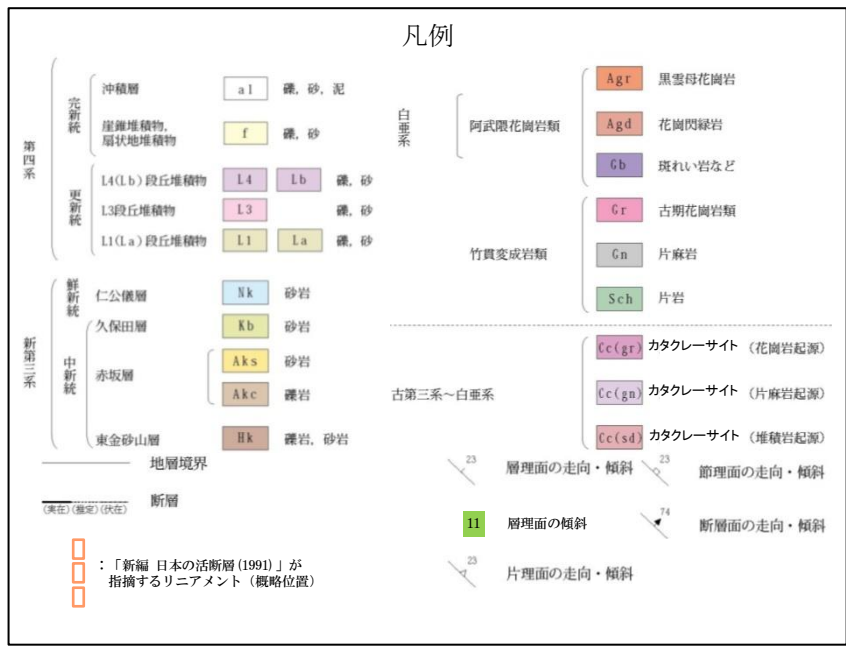 凡例
第四系
完新統
沖積層 al 礫, 砂, 泥
崖錐堆積物,
扇状地堆積物 f 礫, 砂
更新統
L4(Lb)段丘堆積物 L4 Lb 礫, 砂
L3段丘堆積物 L3 礫, 砂
L1(La)段丘堆積物 L1 La 礫, 砂
新第三系
鮮新統
仁公儀層 Nk 砂岩
中新統
久保田層 Kb 砂岩
赤坂層 Aks 砂岩
Akc 礫岩
東金砂山層 Hk 礫岩, 砂岩
地層境界
断層
(実在)(推定)(伏在)
:「新編 日本の活断層(1991)」が
指摘するリニアメント(概略位置)
白亜系
阿武隈花崗岩類
Agr 黒雲母花崗岩
Agd 花崗閃緑岩
Gb 斑れい岩など
竹貫変成岩類
Gr 古期花崗岩類
Gn 片麻岩
Sch 片岩
古第三系~白亜系
Cc(gr) カタクレーサイト (花崗岩起源)
Cc(gn) カタクレーサイト (片麻岩起源)
Cc(sd) カタクレーサイト (堆積岩起源)
23 層理面の走向・傾斜
23 節理面の走向・傾斜
11 層理面の傾斜
74 断層面の走向・傾斜
23 片理面の走向・傾斜